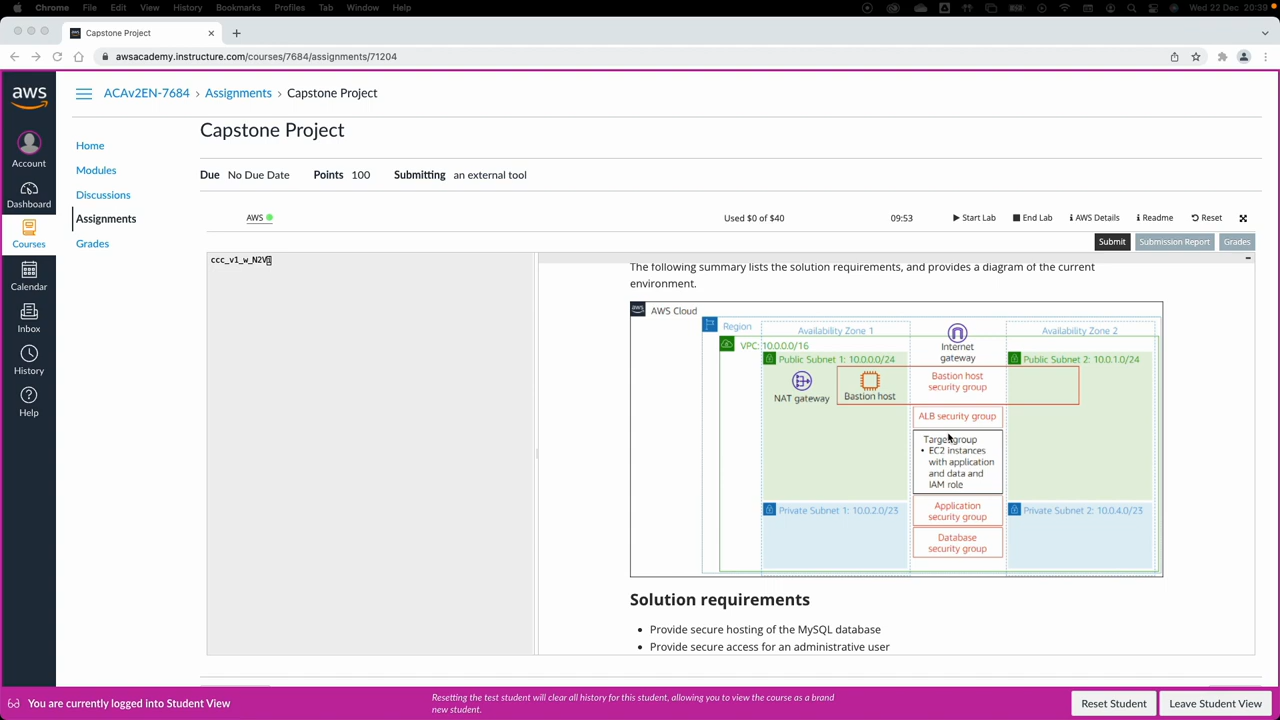 Chrome File Edit View History Bookmarks Profiles Tab Window Help Wed 22 Dec 20:39
Capstone Project
awsacademy.instructure.com/courses/7684/assignments/71204
aws
Account
Dashboard
Courses
Calendar
Inbox
History
Help
ACAv2EN-7684 › Assignments › Capstone Project
Home
Modules
Discussions
Assignments
Grades
Capstone Project
Due No Due Date Points 100 Submitting an external tool
AWS Used $0 of $40 09:53 Start Lab End Lab AWS Details Readme Reset
Submit Submission Report Grades
ccc_v1_w_N2V
The following summary lists the solution requirements, and provides a diagram of the current
environment.
aws AWS Cloud
Region
Availability Zone 1
Availability Zone 2
VPC: 10.0.0.0/16
Internet
gateway
Public Subnet 1: 10.0.0.0/24
Public Subnet 2: 10.0.1.0/24
NAT gateway
Bastion host
Bastion host
security group
ALB security group
Target group
• EC2 instances
with application
and data and
IAM role
Private Subnet 1: 10.0.2.0/23
Application
security group
Private Subnet 2: 10.0.4.0/23
Database
security group
Solution requirements
• Provide secure hosting of the MySQL database
• Provide secure access for an administrative user
You are currently logged into Student View
Resetting the test student will clear all history for this student, allowing you to view the course as a brand
new student.
Reset Student
Leave Student View